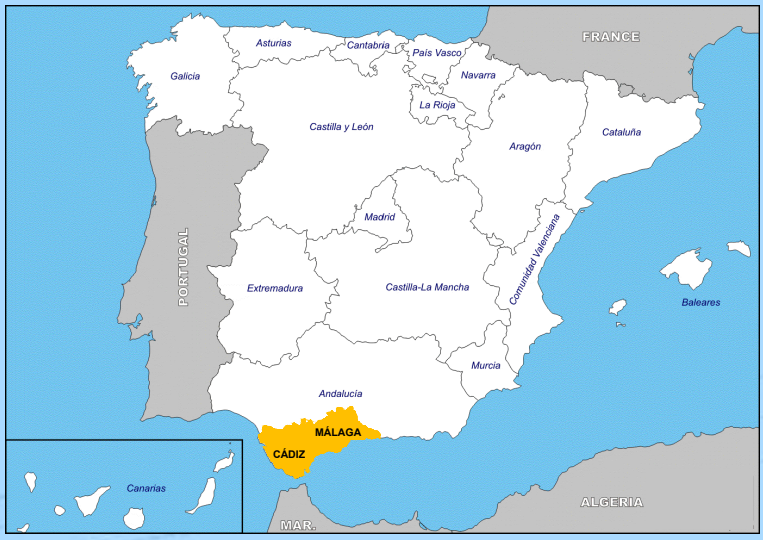 FRANCE
Asturias
Cantabria
País Vasco
Navarra
Galicia
La Rioja
Castilla y León
Aragón
Cataluña
Madrid
PORTUGAL
Comunidad Valenciana
Extremadura
Castilla-La Mancha
Baleares
Murcia
Andalucía
MÁLAGA
CÁDIZ
Canarias
ALGERIA
MAR.